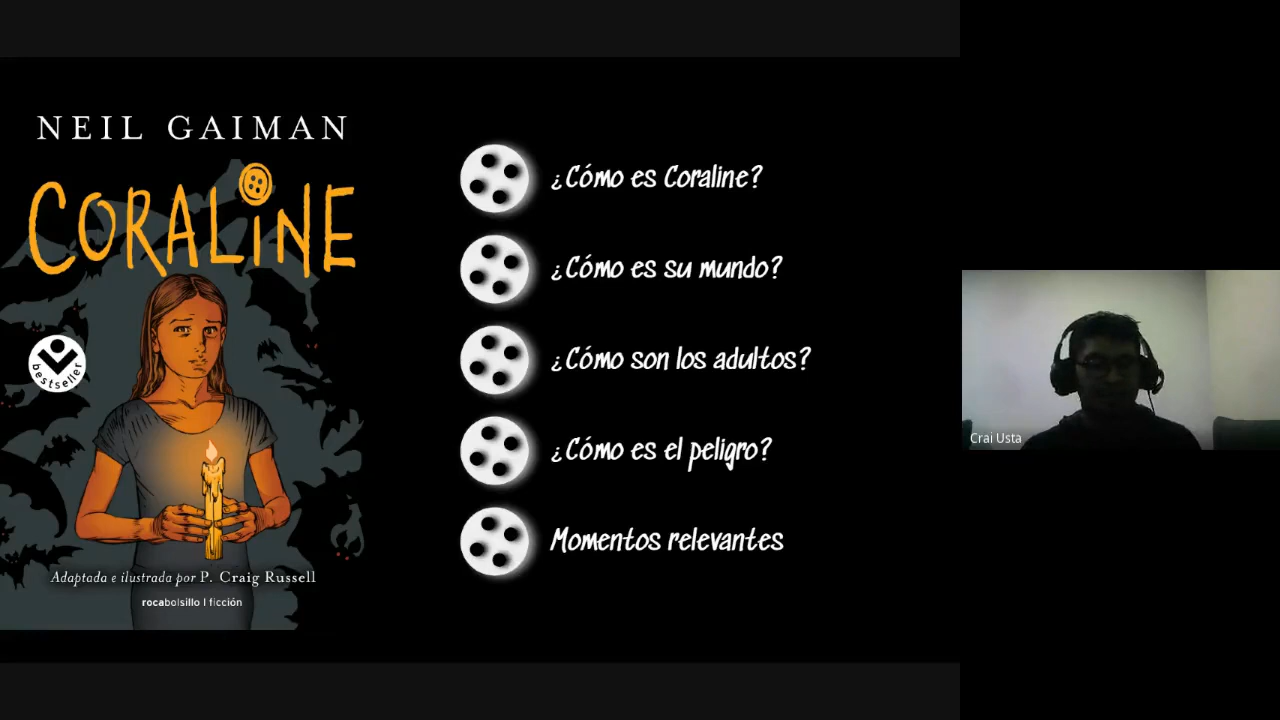 NEIL GAIMAN
CORALINE
bestseller
Adaptada e ilustrada por P. Craig Russell
rocabolsillo | ficción
¿Cómo es Coraline?
¿Cómo es su mundo?
¿Cómo son los adultos?
¿Cómo es el peligro?
Momentos relevantes
Crai Usta